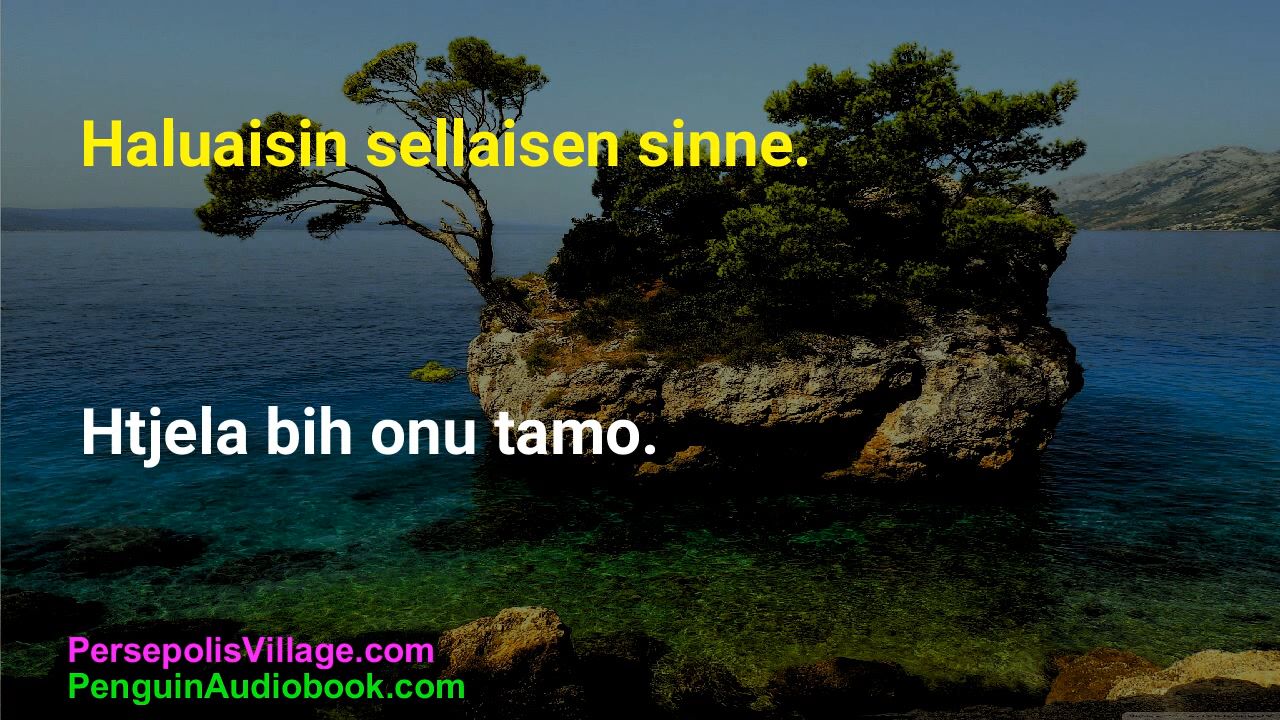 Haluaisin sellaisen sinne.
Htjela bih onu tamo.
PersepolisVillage.com
PenguinAudiobook.com